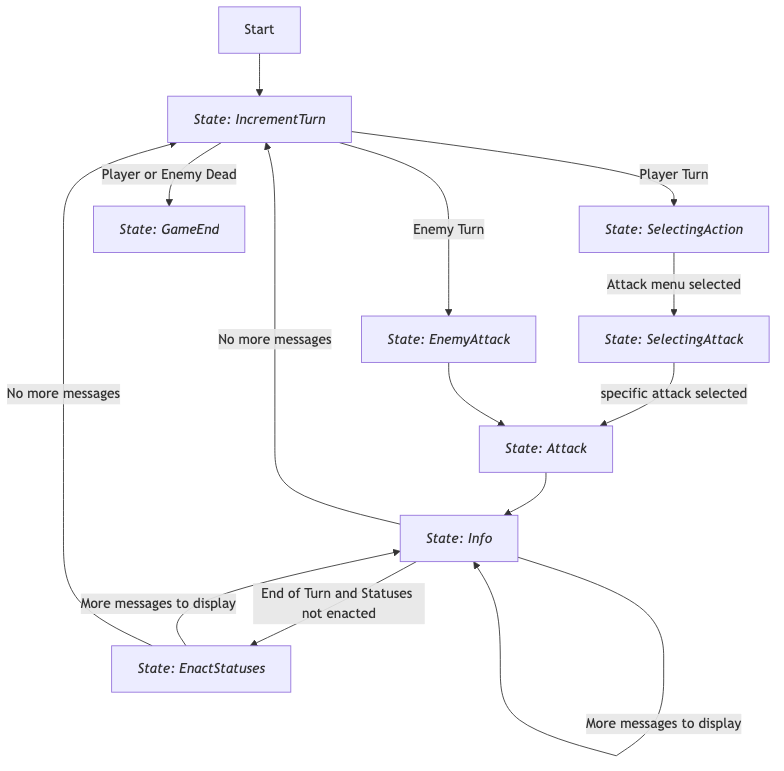 Start
State: IncrementTurn
Player or Enemy Dead
Player Turn
State: GameEnd
Enemy Turn
State: SelectingAction
Attack menu selected
No more messages
State: EnemyAttack
State: SelectingAttack
No more messages
specific attack selected
State: Attack
State: Info
More messages to display
End of Turn and Statuses
not enacted
State: EnactStatuses
More messages to display